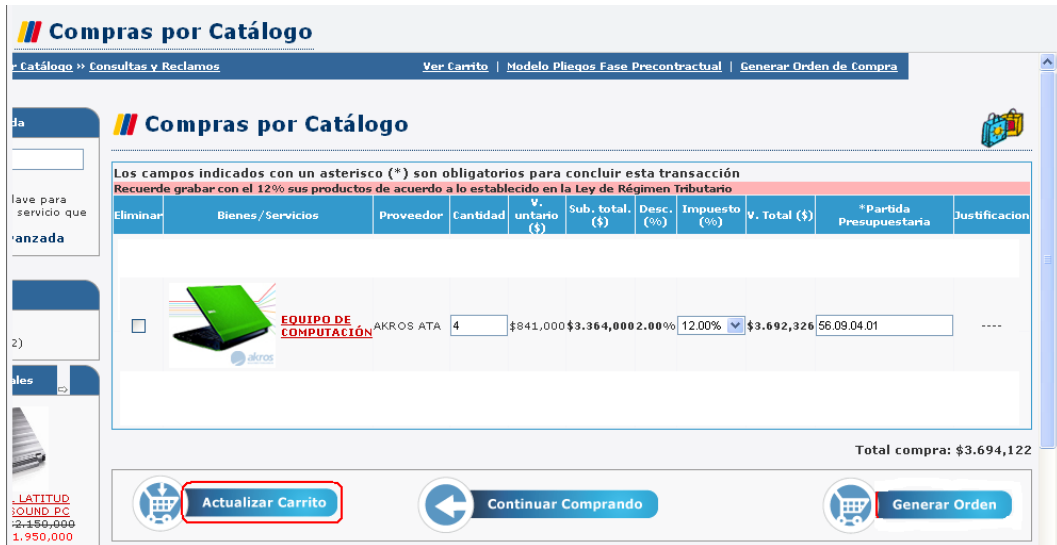 Compras por Catálogo
r Catálogo » Consultas y Reclamos
Ver Carrito | Modelo Pliegos Fase Precontractual | Generar Orden de Compra
da
lave para
servicio que
anzada
2)
ales
LATITUD
SOUND PC
$2.150,000
1.950,000
Compras por Catálogo
Los campos indicados con un asterisco (*) son obligatorios para concluir esta transacción
Recuerde grabar con el 12% sus productos de acuerdo a lo establecido en la Ley de Régimen Tributario
Eliminar Bienes/Servicios Proveedor Cantidad V. untario ($) Sub. total. ($) Desc. (%) Impuesto (%) V. Total ($) *Partida Presupuestaria Justificacion
akros
EQUIPO DE COMPUTACIÓN AKROS ATA 4 $841,000 $3.364,000 2.00% 12.00% $3.692,326 56.09.04.01 ----
Total compra: $3.694,122
Actualizar Carrito Continuar Comprando Generar Orden